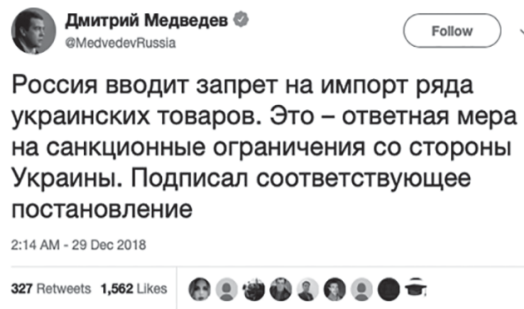 Дмитрий Медведев
@MedvedevRussia
Follow
Россия вводит запрет на импорт ряда
украинских товаров. Это – ответная мера
на санкционные ограничения со стороны
Украины. Подписал соответствующее
постановление
2:14 AM - 29 Dec 2018
327 Retweets 1,562 Likes